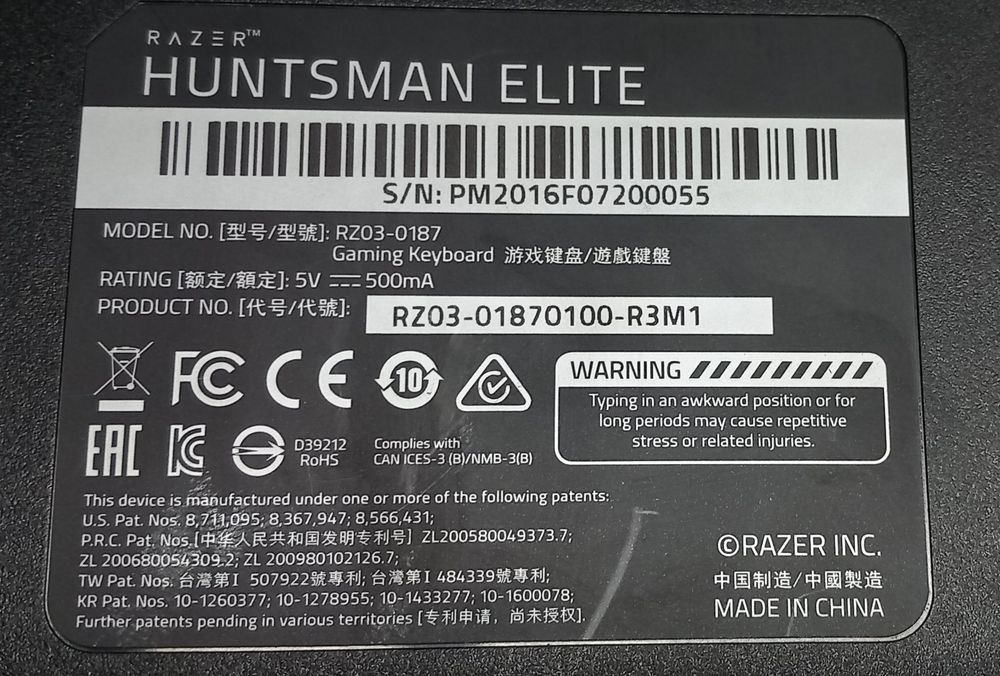 RAZER™
HUNTSMAN ELITE
S/N: PM2016F07200055
MODEL NO. [型号/型號]: RZ03-0187
Gaming Keyboard 游戏键盘/遊戲鍵盤
RATING [额定/額定]: 5V ⎓ 500mA
PRODUCT NO. [代号/代號]: RZ03-01870100-R3M1
FC CE 10
WARNING
Typing in an awkward position or for
long periods may cause repetitive
stress or related injuries.
EAC KC D39212
RoHS
Complies with
CAN ICES-3 (B)/NMB-3(B)
This device is manufactured under one or more of the following patents:
U.S. Pat. Nos. 8,711,095; 8,367,947; 8,566,431;
P.R.C. Pat. Nos.[中华人民共和国发明专利号] ZL200580049373.7;
ZL 200680054309.2; ZL 200980102126.7;
TW Pat. Nos. 台灣第I 507922號專利; 台灣第I 484339號專利;
KR Pat. Nos. 10-1260377; 10-1278955; 10-1433277; 10-1600078;
Further patents pending in various territories [专利申请，尚未授权].
©RAZER INC.
中国制造/中國製造
MADE IN CHINA